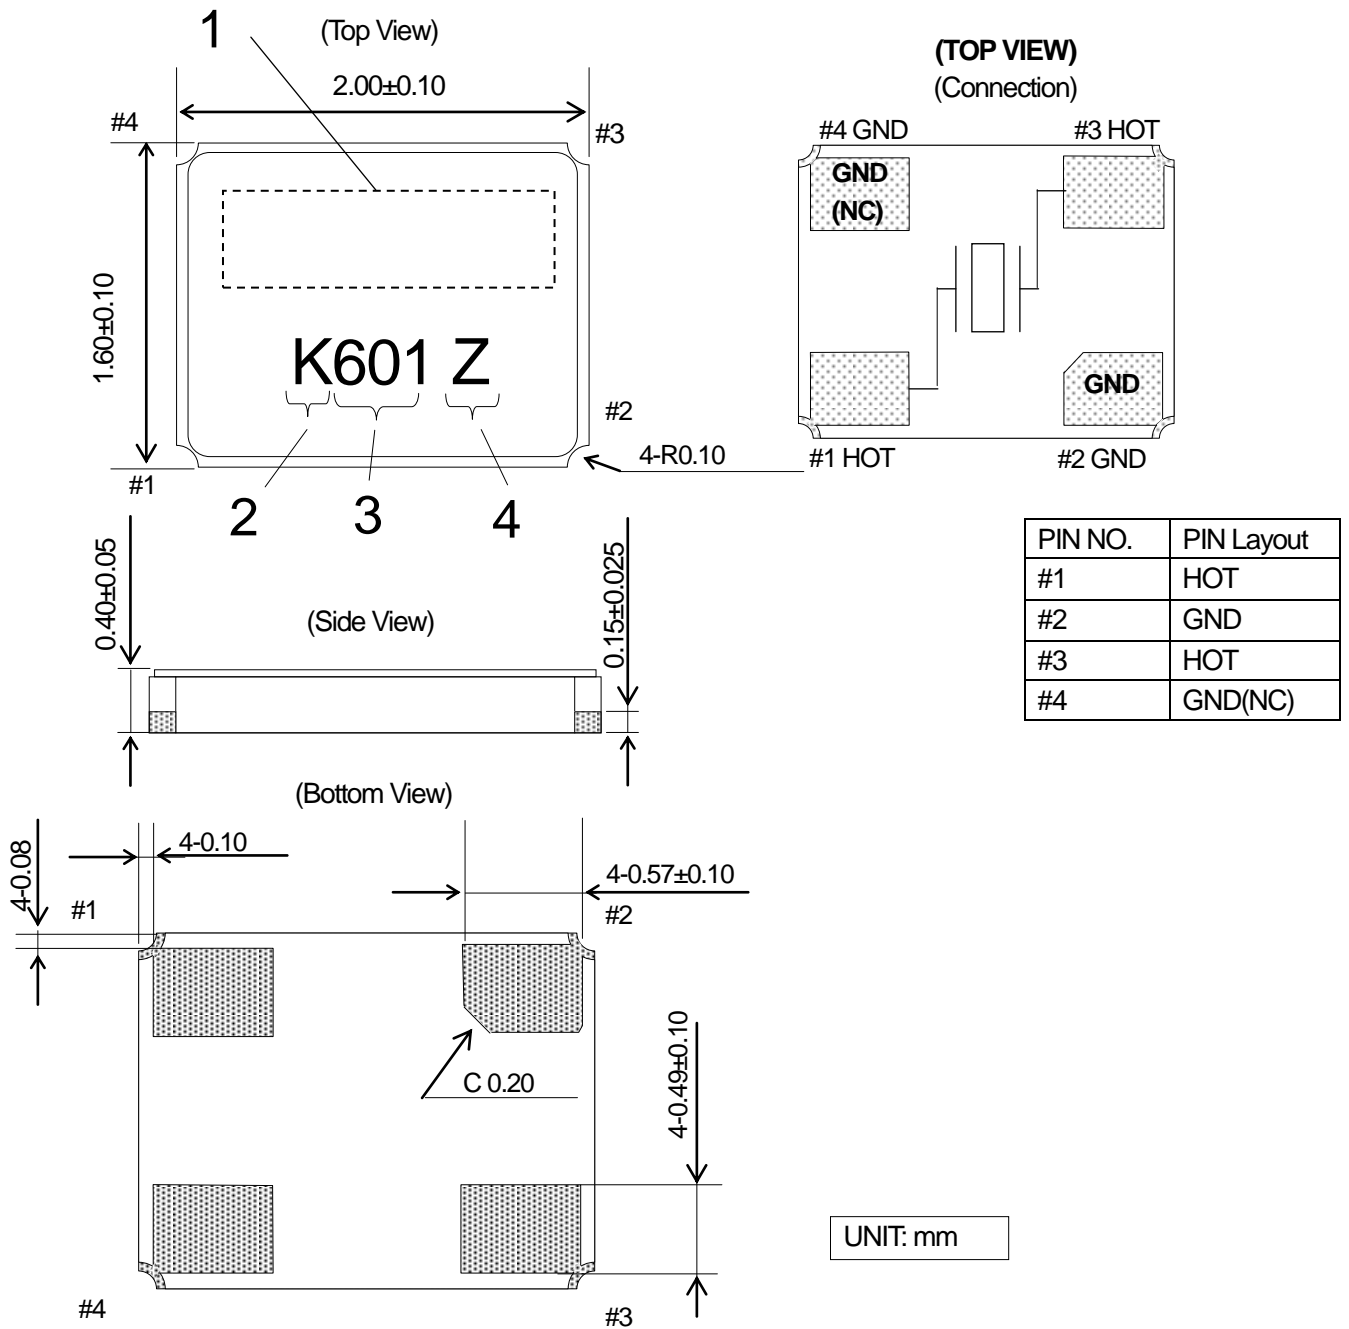 1
(Top View)
2.00±0.10
#4
#3
1.60±0.10
K601 Z
#2
4-R0.10
#1
2
3
4
(TOP VIEW)
(Connection)
#4 GND
#3 HOT
GND
(NC)
GND
#1 HOT
#2 GND
PIN NO. PIN Layout
#1 HOT
#2 GND
#3 HOT
#4 GND(NC)
0.40±0.05
(Side View)
0.15±0.025
(Bottom View)
4-0.08
4-0.10
4-0.57±0.10
#1
#2
C 0.20
4-0.49±0.10
#4
#3
UNIT: mm